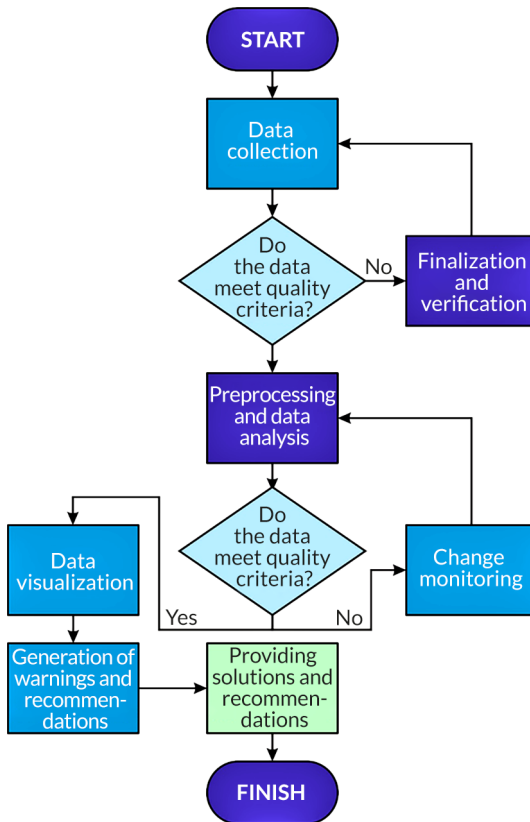 START
Data
collection
Do
the data
meet quality
criteria?
No
Finalization
and
verification
Preprocessing
and data
analysis
Do
the data
meet quality
criteria?
Data
visualization
Change
monitoring
Yes
No
Generation of
warnings and
recommen-
dations
Providing
solutions and
recommen-
dations
FINISH